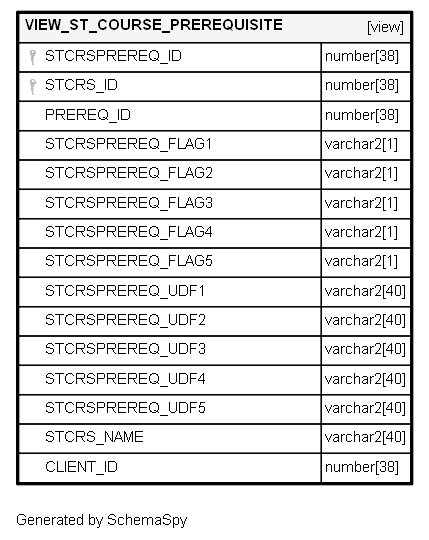 VIEW_ST_COURSE_PREREQUISITE [view]
STCRSPREREQ_ID number[38]
STCRS_ID number[38]
PREREQ_ID number[38]
STCRSPREREQ_FLAG1 varchar2[1]
STCRSPREREQ_FLAG2 varchar2[1]
STCRSPREREQ_FLAG3 varchar2[1]
STCRSPREREQ_FLAG4 varchar2[1]
STCRSPREREQ_FLAG5 varchar2[1]
STCRSPREREQ_UDF1 varchar2[40]
STCRSPREREQ_UDF2 varchar2[40]
STCRSPREREQ_UDF3 varchar2[40]
STCRSPREREQ_UDF4 varchar2[40]
STCRSPREREQ_UDF5 varchar2[40]
STCRS_NAME varchar2[40]
CLIENT_ID number[38]
Generated by SchemaSpy